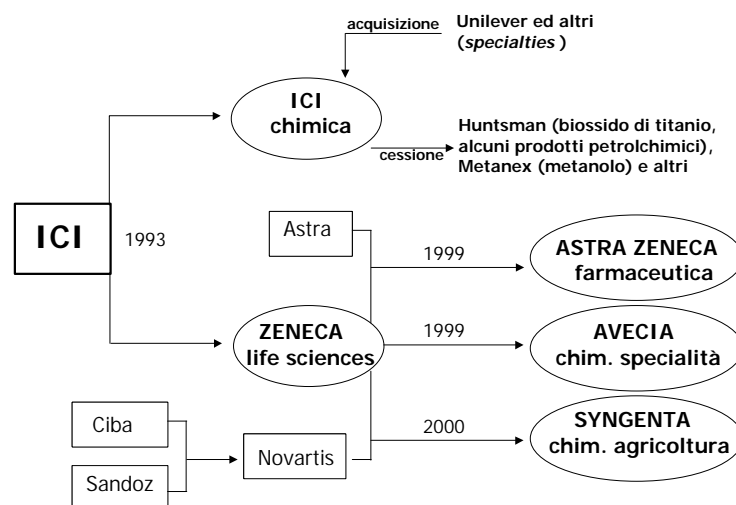 acquisizione
Unilever ed altri
(specialties )
ICI
chimica
cessione
Huntsman (biossido di titanio,
alcuni prodotti petrolchimici),
Metanex (metanolo) e altri
ICI
1993
Astra
1999
ASTRA ZENECA
farmaceutica
ZENECA
life sciences
1999
AVECIA
chim. specialità
Ciba
Sandoz
Novartis
2000
SYNGENTA
chim. agricoltura